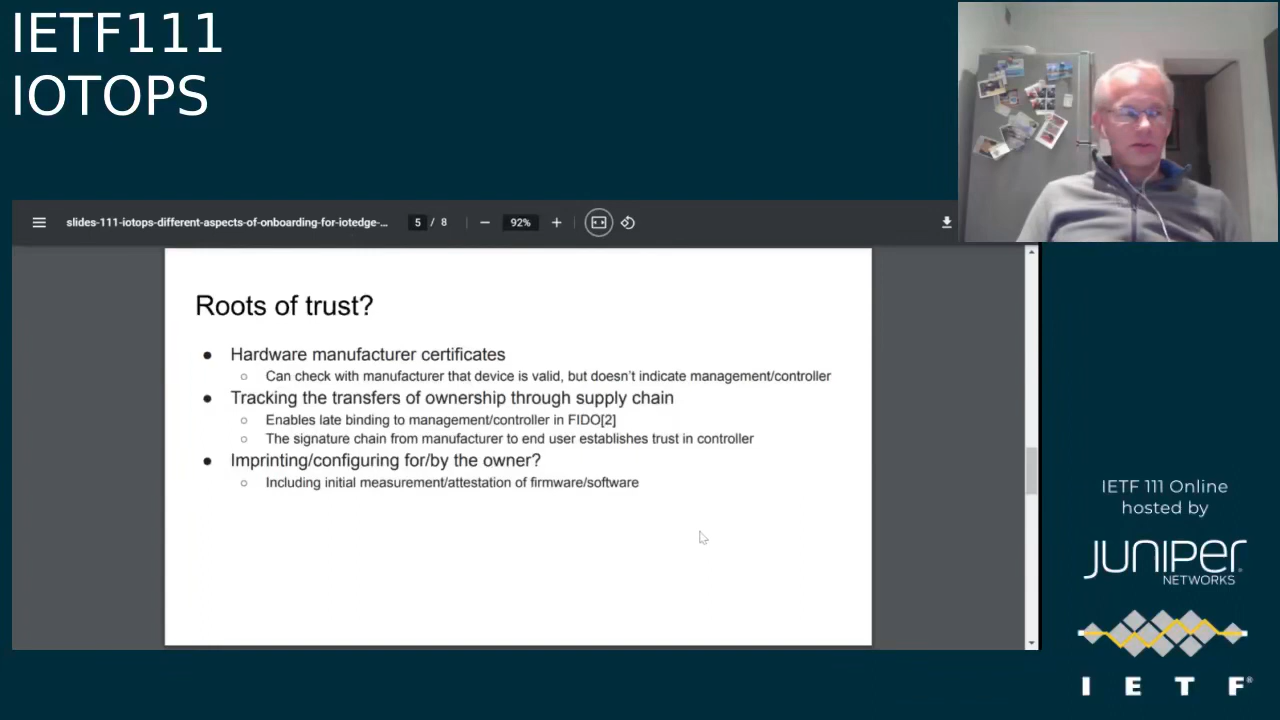 IETF111
IOTOPS
slides-111-iotops-different-aspects-of-onboarding-for-iotedge-...
5 / 8
92%
Roots of trust?
● Hardware manufacturer certificates
○ Can check with manufacturer that device is valid, but doesn't indicate management/controller
● Tracking the transfers of ownership through supply chain
○ Enables late binding to management/controller in FIDO[2]
○ The signature chain from manufacturer to end user establishes trust in controller
● Imprinting/configuring for/by the owner?
○ Including initial measurement/attestation of firmware/software
IETF 111 Online
hosted by
JUNIPER
NETWORKS
I E T F®